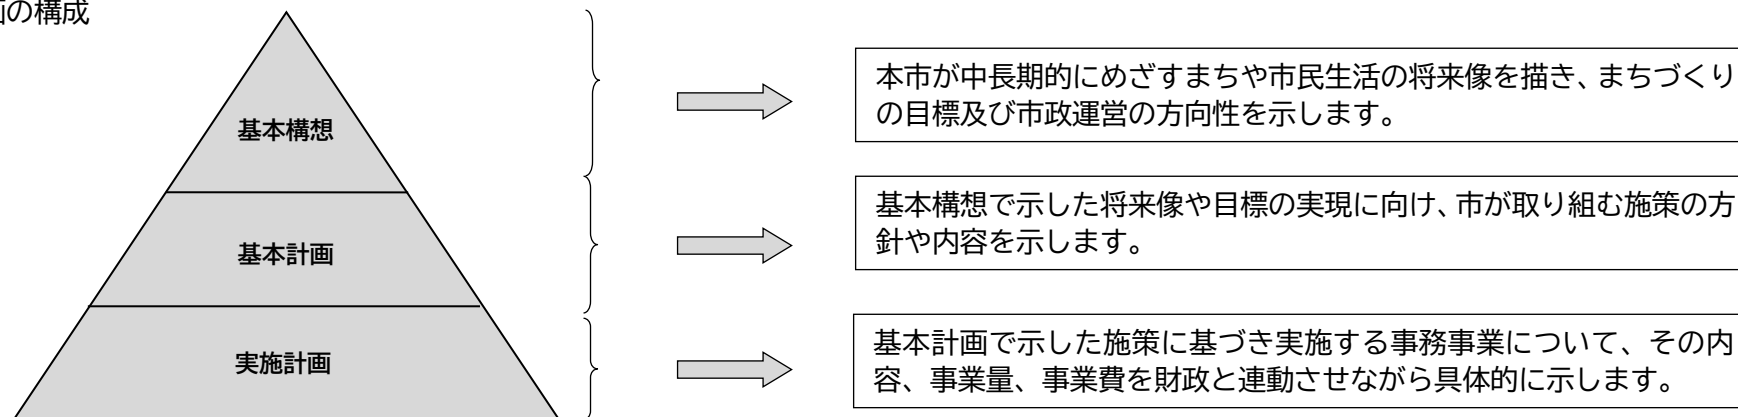 画の構成
基本構想
本市が中長期的にめざすまちや市民生活の将来像を描き、まちづくり
の目標及び市政運営の方向性を示します。
基本計画
基本構想で示した将来像や目標の実現に向け、市が取り組む施策の方
針や内容を示します。
実施計画
基本計画で示した施策に基づき実施する事務事業について、その内
容、事業量、事業費を財政と連動させながら具体的に示します。